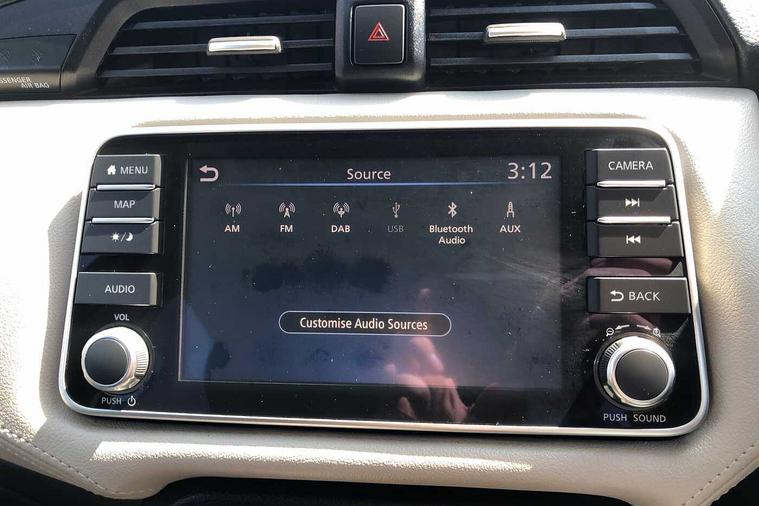 AIR BAG
MENU
MAP
AUDIO
VOL
PUSH
Source
3:12
AM
FM
DAB
USB
Bluetooth
Audio
AUX
Customise Audio Sources
CAMERA
BACK
PUSH SOUND